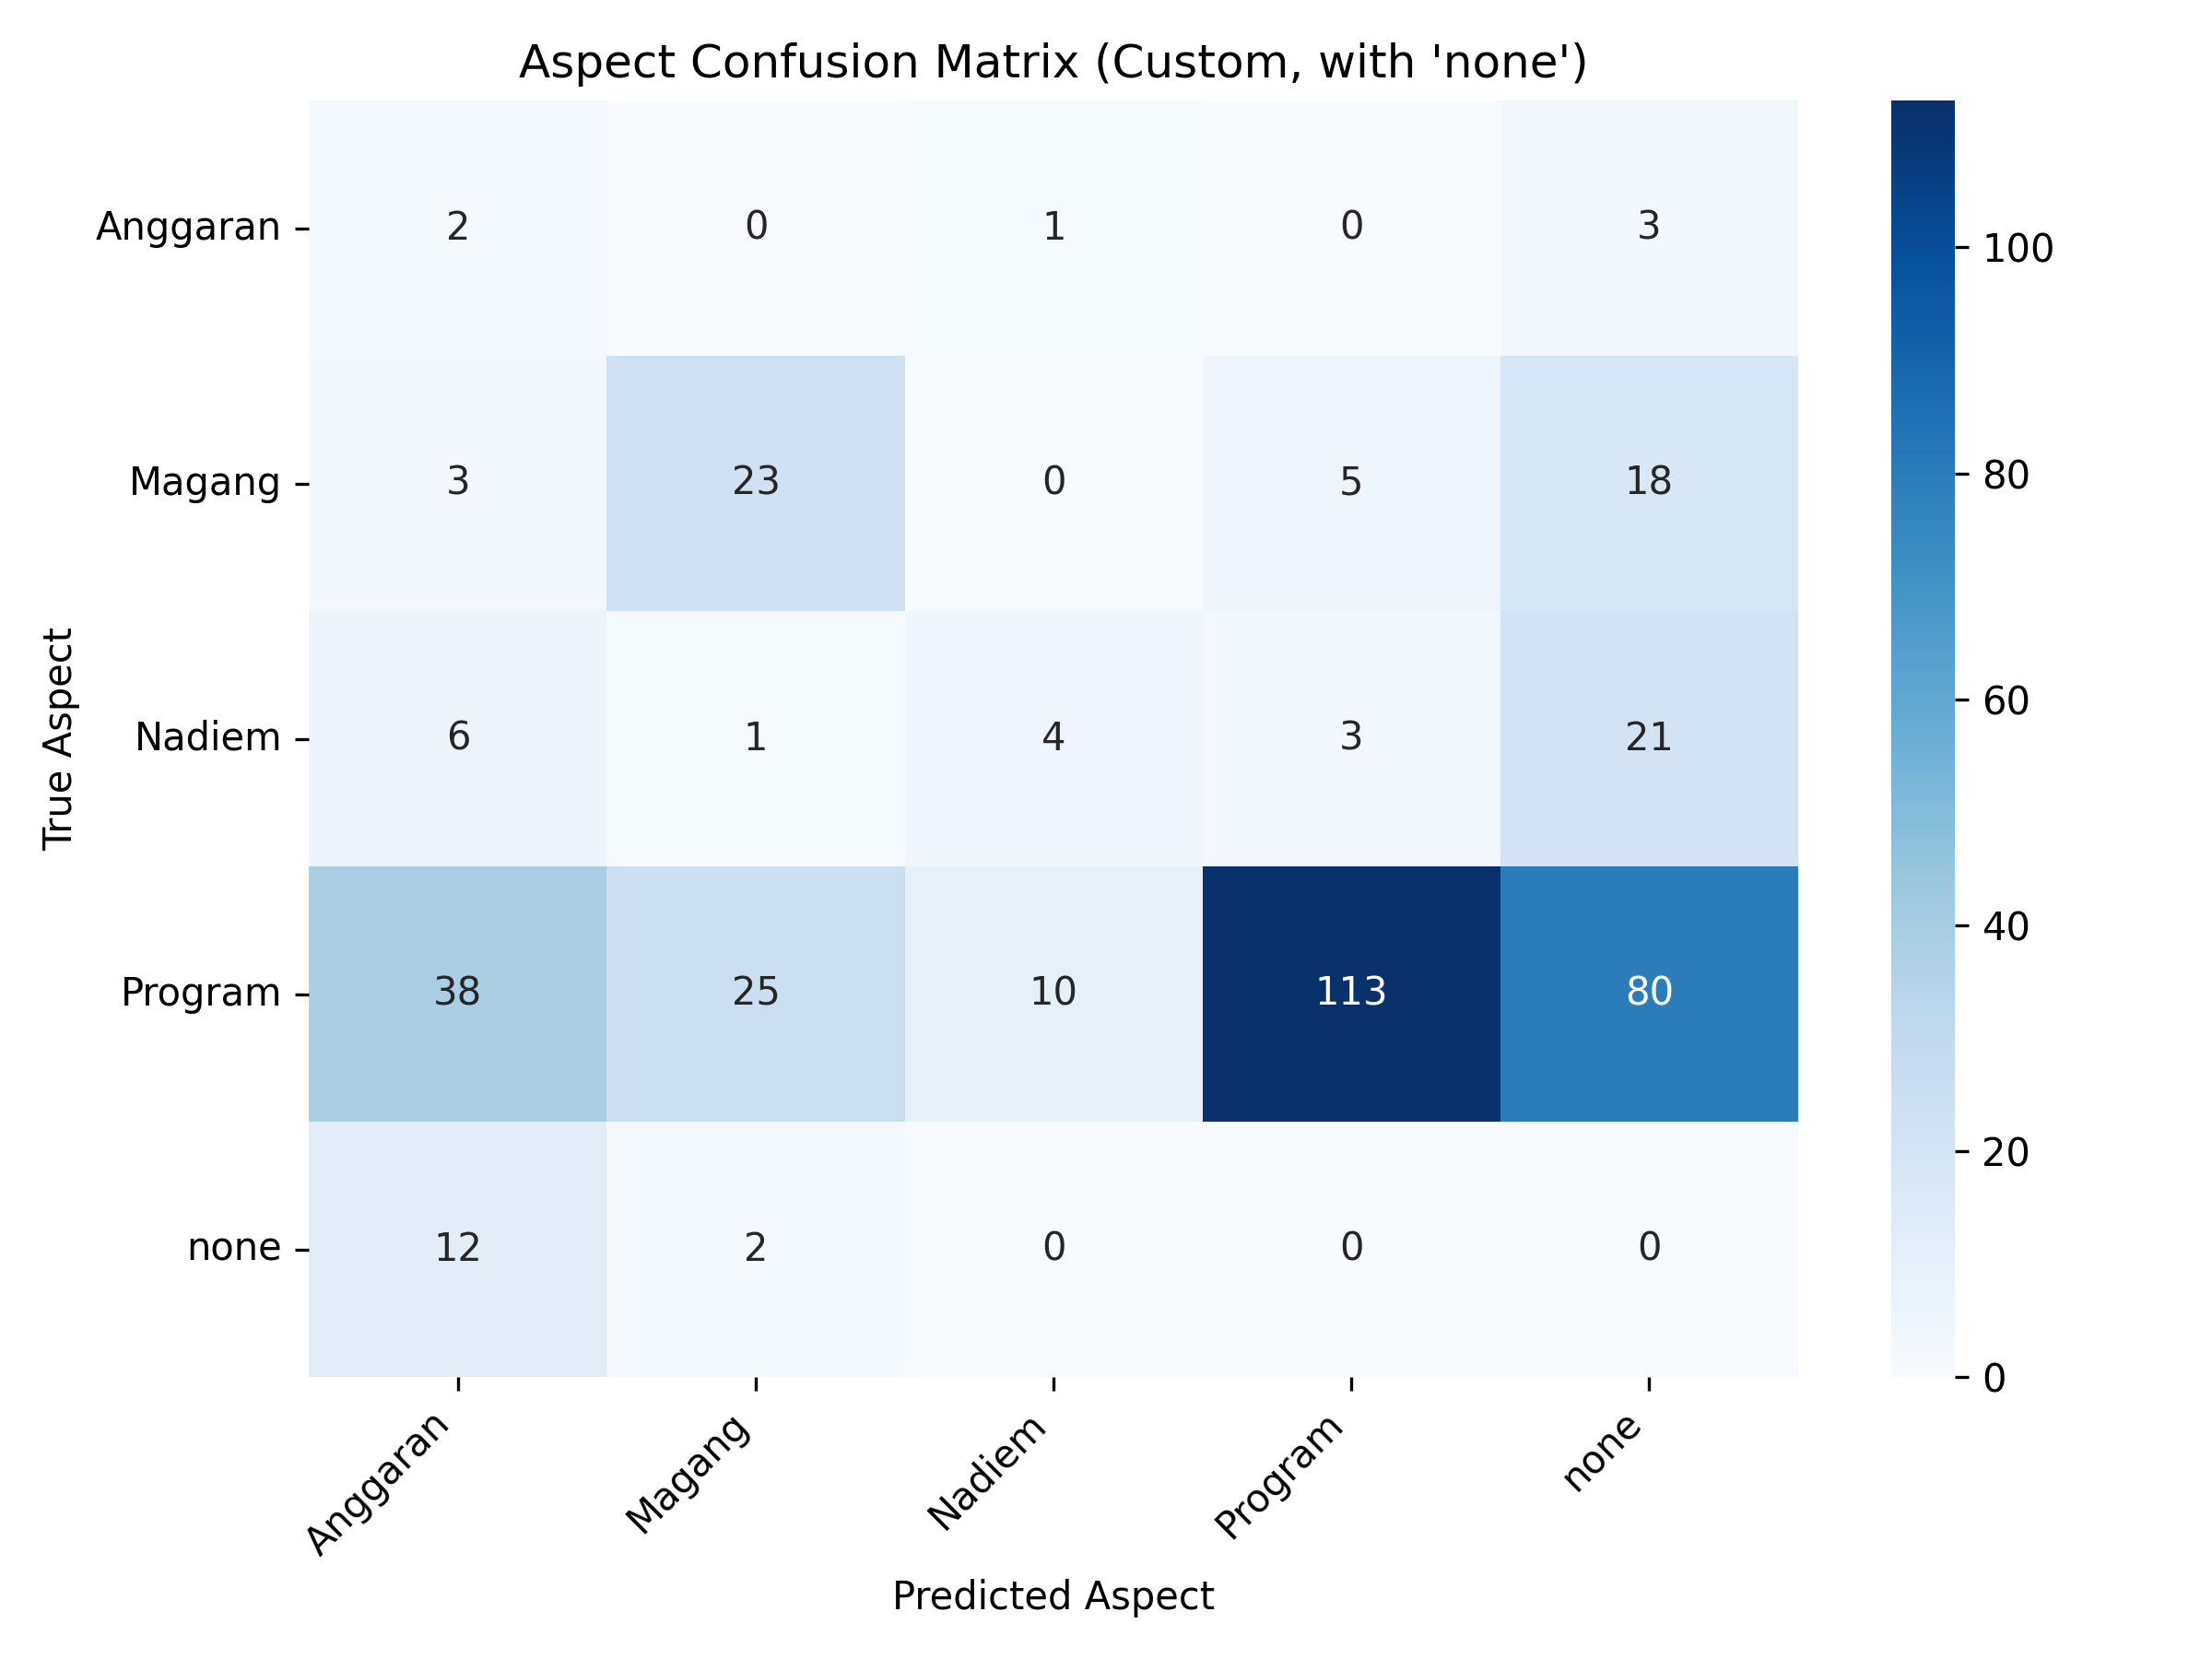 Aspect Confusion Matrix (Custom, with 'none')
True Aspect
Anggaran 2 0 1 0 3
Magang 3 23 0 5 18
Nadiem 6 1 4 3 21
Program 38 25 10 113 80
none 12 2 0 0 0
Anggaran Magang Nadiem Program none
Predicted Aspect
100
80
60
40
20
0